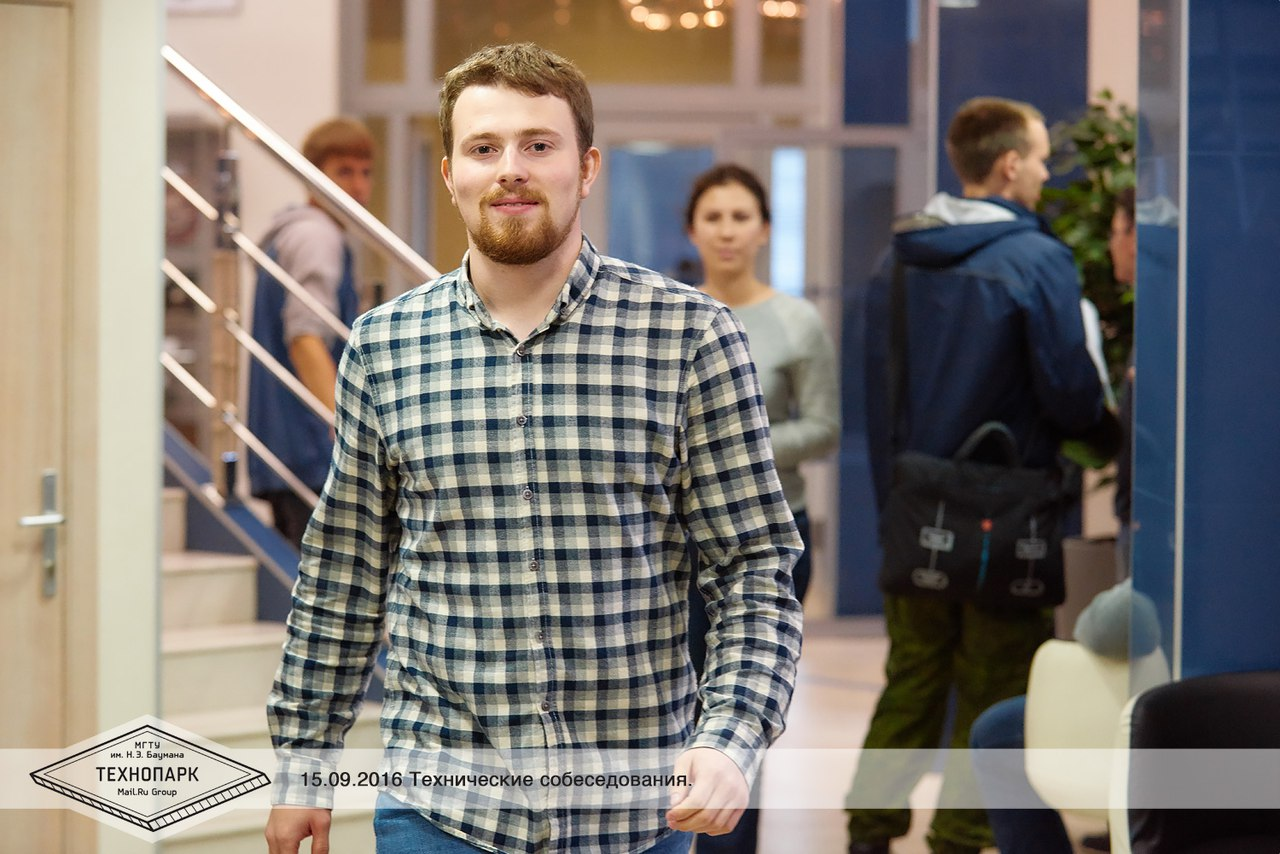 МГТУ
им. Н.Э. Баумана
ТЕХНОПАРК
Mail.Ru Group
15.09.2016 Технические собеседования.